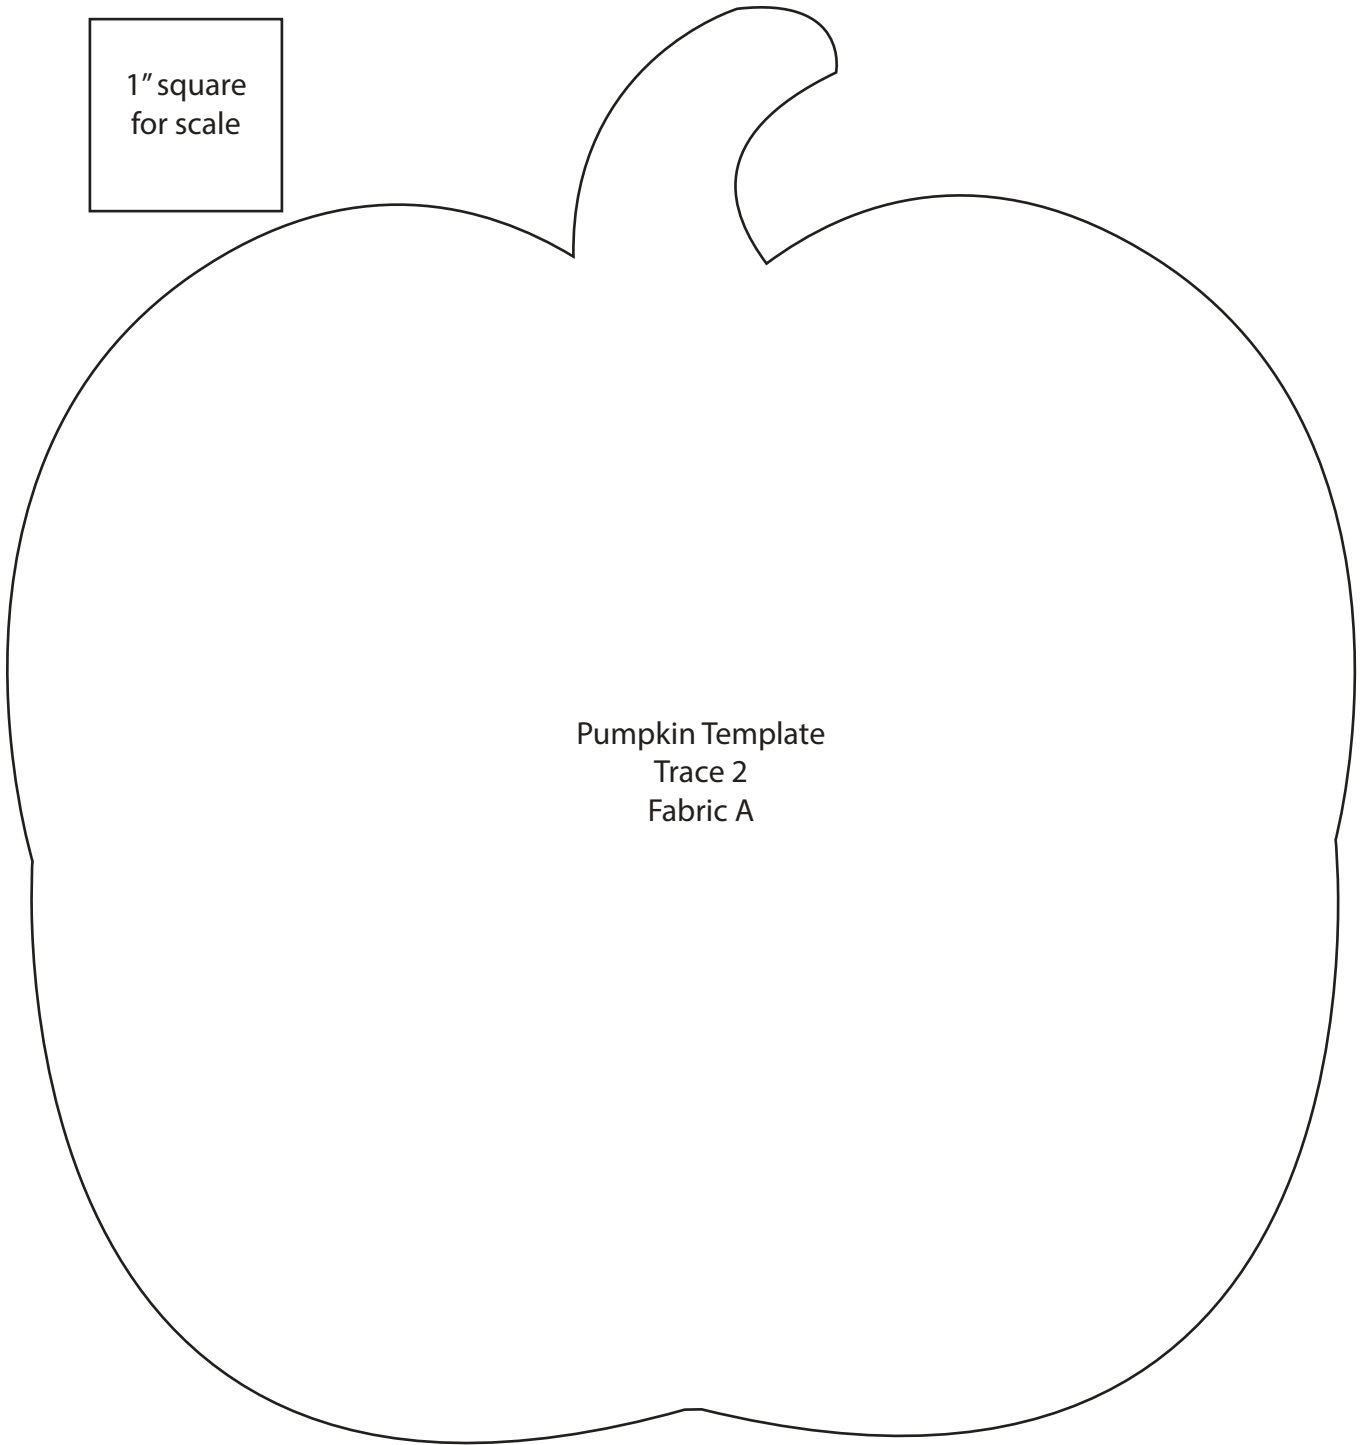 1” square
for scale
Pumpkin Template
Trace 2
Fabric A